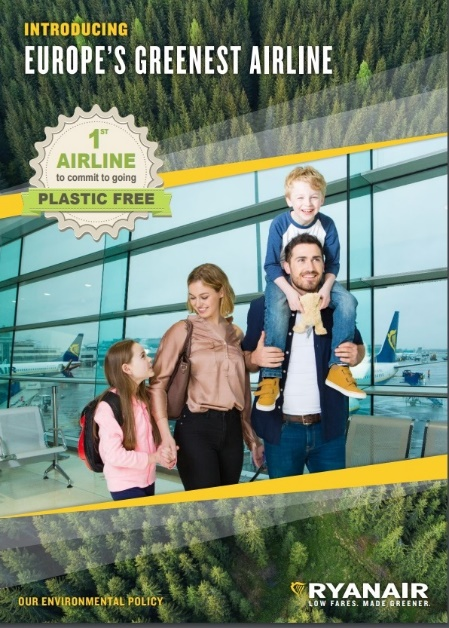 INTRODUCING
EUROPE'S GREENEST AIRLINE
1ST
AIRLINE
to commit to going
PLASTIC FREE
OUR ENVIRONMENTAL POLICY
RYANAIR
LOW FARES. MADE GREENER.